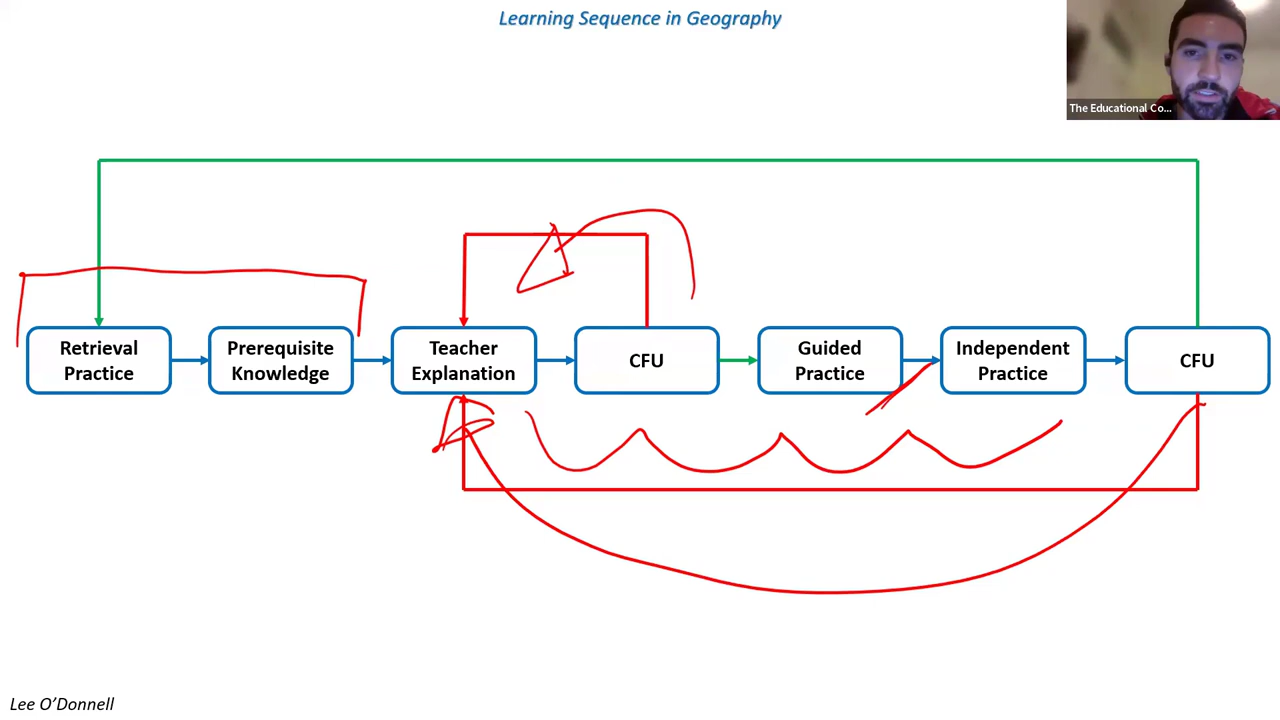 Learning Sequence in Geography
The Educational Co...
Retrieval
Practice
Prerequisite
Knowledge
Teacher
Explanation
CFU
Guided
Practice
Independent
Practice
CFU
Lee O'Donnell